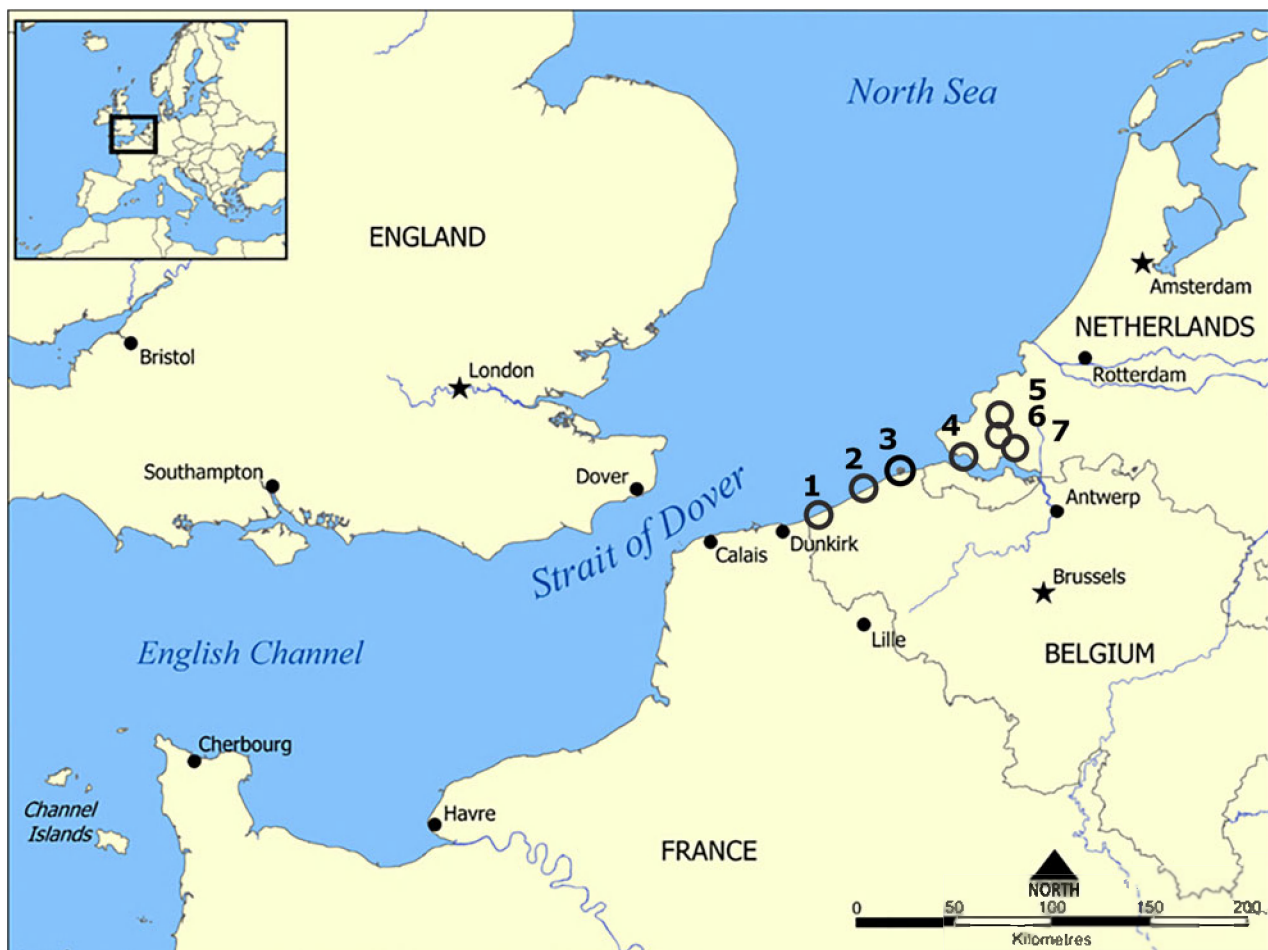 North Sea
ENGLAND
Amsterdam
NETHERLANDS
Bristol
London
Rotterdam
5
6
7
4
3
2
1
Southampton
Dover
Strait of Dover
Antwerp
Calais
Dunkirk
Brussels
Lille
English Channel
BELGIUM
Cherbourg
Channel
Islands
Havre
FRANCE
NORTH
0 50 100 150 200
Kilometres